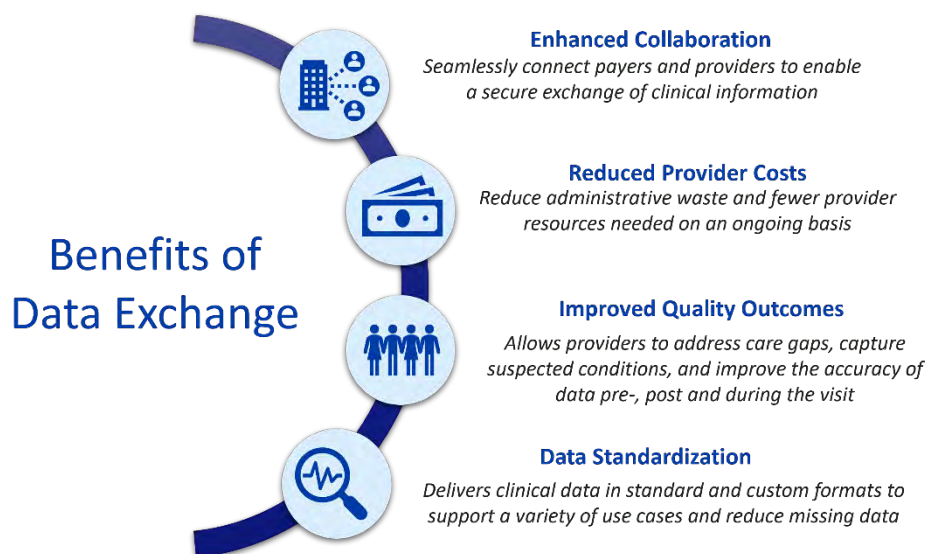 Benefits of
Data Exchange
Enhanced Collaboration
Seamlessly connect payers and providers to enable
a secure exchange of clinical information
Reduced Provider Costs
Reduce administrative waste and fewer provider
resources needed on an ongoing basis
Improved Quality Outcomes
Allows providers to address care gaps, capture
suspected conditions, and improve the accuracy of
data pre-, post and during the visit
Data Standardization
Delivers clinical data in standard and custom formats to
support a variety of use cases and reduce missing data